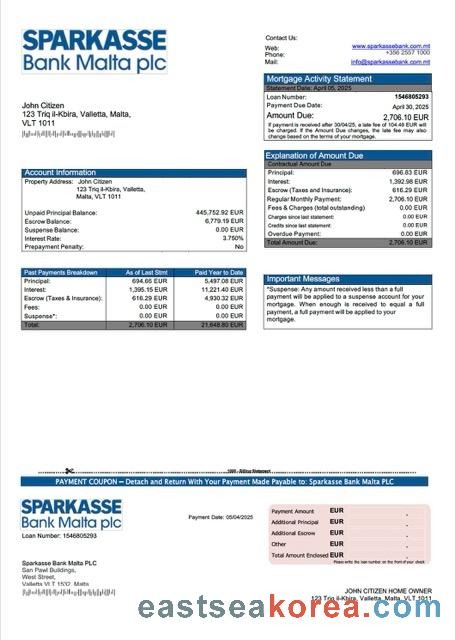 SPARKASSE
Bank Malta plc
Contact Us:
Web: www.sparkassebank.com.mt
Phone: +356 2557 1000
Mail: info@sparkassebank.com.mt
Mortgage Activity Statement
Statement Date: April 05, 2025
Loan Number: 1546805293
Payment Due Date: April 30, 2025
Amount Due: 2,706.10 EUR
If payment is received after 30/04/25, a late fee of 104.46 EUR will
be charged. If the Amount Due changes, the late fee may also
change based on the terms of your mortgage.
John Citizen
123 Triq il-Kbira, Valletta, Malta,
VLT 1011
Explanation of Amount Due
Contractual Amount Due
Principal: 696.83 EUR
Interest: 1,392.98 EUR
Escrow (Taxes and Insurance): 616.29 EUR
Regular Monthly Payment: 2,706.10 EUR
Fees & Charges (total outstanding) 0.00 EUR
Charges since last statement: 0.00 EUR
Credits since last statement: 0.00 EUR
Overdue Payment: 0.00 EUR
Total Amount Due: 2,706.10 EUR
Account Information
Property Address: John Citizen
123 Triq il-Kbira, Valletta,
Malta, VLT 1011
Unpaid Principal Balance: 445,752.92 EUR
Escrow Balance: 6,779.19 EUR
Suspense Balance: 0.00 EUR
Interest Rate: 3.750%
Prepayment Penalty: No
Past Payments Breakdown As of Last Stmt Paid Year to Date
Principal: 694.66 EUR 5,497.08 EUR
Interest: 1,395.15 EUR 11,221.40 EUR
Escrow (Taxes & Insurance): 616.29 EUR 4,930.32 EUR
Fees: 0.00 EUR 0.00 EUR
Suspense*: 0.00 EUR 0.00 EUR
Total: 2,706.10 EUR 21,648.80 EUR
Important Messages
*Suspense: Any amount received less than a full
payment will be applied to a suspense account for your
mortgage. When enough is received to equal a full
payment, a full payment will be applied to your
mortgage.
PAYMENT COUPON – Detach and Return With Your Payment Made Payable to: Sparkasse Bank Malta PLC
SPARKASSE
Bank Malta plc
Loan Number: 1546805293
Payment Date: 05/04/2025
Payment Amount EUR
Additional Principal EUR
Additional Escrow EUR
Other EUR
Total Amount Enclosed EUR
Please write the loan number on the front of your check
Sparkasse Bank Malta PLC
San Pawl Buildings,
West Street,
Valletta VLT 1532, Malta
JOHN CITIZEN HOME OWNER
123 Triq il-Kbira, Valletta, Malta, VLT 1011
eastseakorea.com